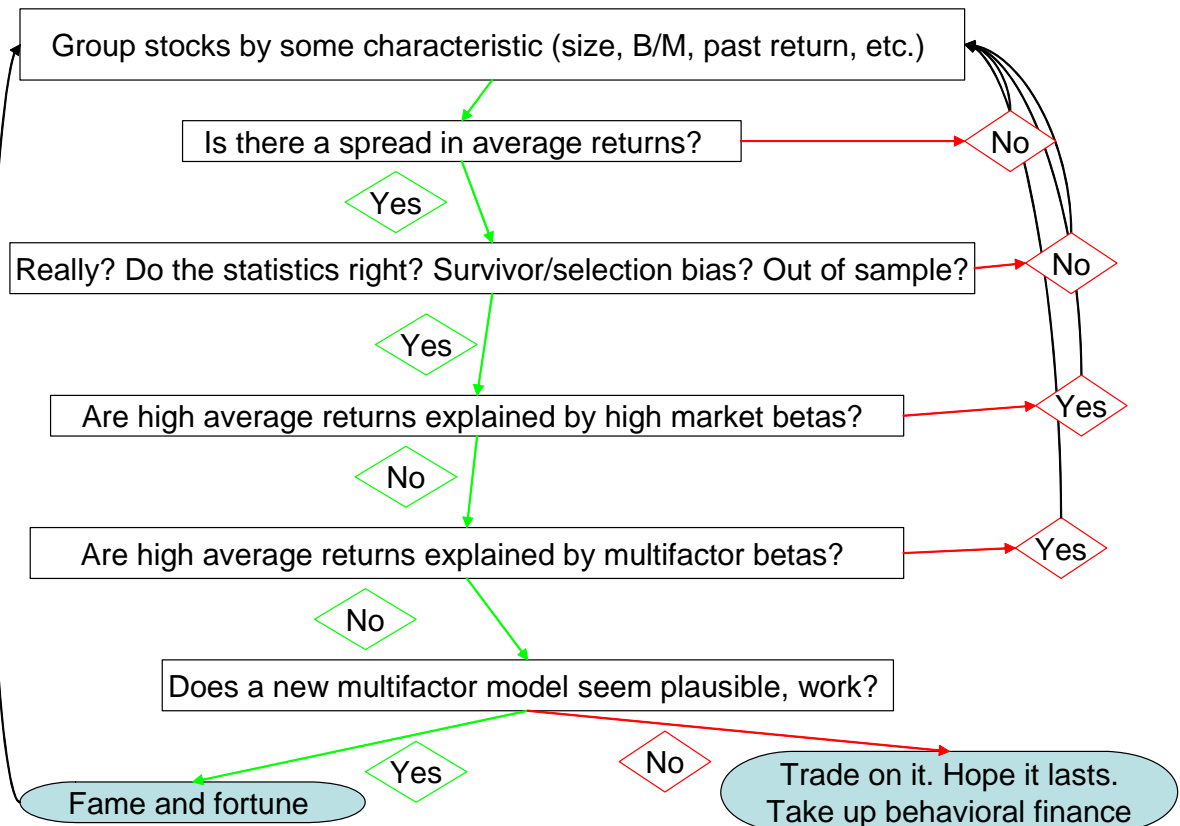 Group stocks by some characteristic (size, B/M, past return, etc.)
Is there a spread in average returns?
No
Yes
Really? Do the statistics right? Survivor/selection bias? Out of sample?
No
Yes
Are high average returns explained by high market betas?
Yes
No
Are high average returns explained by multifactor betas?
Yes
No
Does a new multifactor model seem plausible, work?
Yes
No
Fame and fortune
Trade on it. Hope it lasts.
Take up behavioral finance